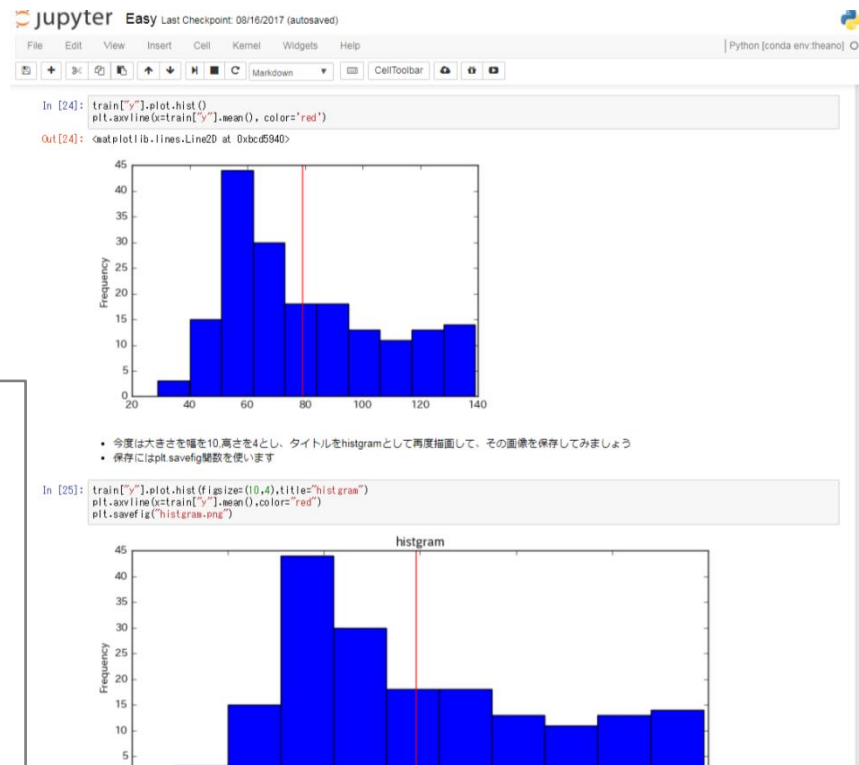 jupyter Easy Last Checkpoint: 08/16/2017 (autosaved)
File Edit View Insert Cell Kernel Widgets Help Python [conda env:theano] O
Markdown CellToolbar
In [24]: train["y"].plot.hist()
plt.axvline(x=train["y"].mean(), color='red')
Out[24]: <matplotlib.lines.Line2D at 0xbcd5940>
45
40
35
30
25
20
15
10
5
0
Frequency
20 40 60 80 100 120 140
• 今度は大きさを幅を10,高さを4とし、タイトルをhistgramとして再度描画して、その画像を保存してみましょう
• 保存にはplt.savefig関数を使います
In [25]: train["y"].plot.hist(figsize=(10,4),title="histgram")
plt.axvline(x=train["y"].mean(),color="red")
plt.savefig("histgram.png")
histgram
45
40
35
30
25
20
15
10
5
Frequency